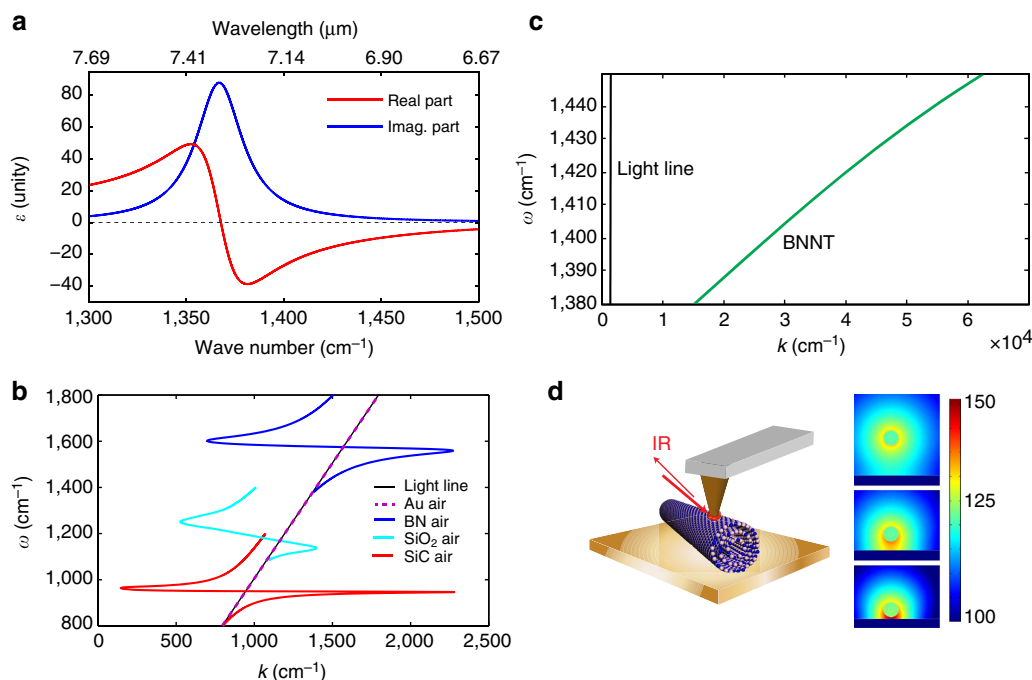 a
Wavelength (μm)
7.69 7.41 7.14 6.90 6.67
80
60
40
20
0
−20
−40
ε (unity)
Real part
Imag. part
1,300 1,350 1,400 1,450 1,500
Wave number (cm⁻¹)
b
1,800
1,600
1,400
1,200
1,000
800
ω (cm⁻¹)
Light line
Au air
BN air
SiO₂ air
SiC air
0 500 1,000 1,500 2,000 2,500
k (cm⁻¹)
c
1,440
1,430
1,420
1,410
1,400
1,390
1,380
ω (cm⁻¹)
Light line
BNNT
0 1 2 3 4 5 6 7
k (cm⁻¹)
×10⁴
d
IR
150
125
100